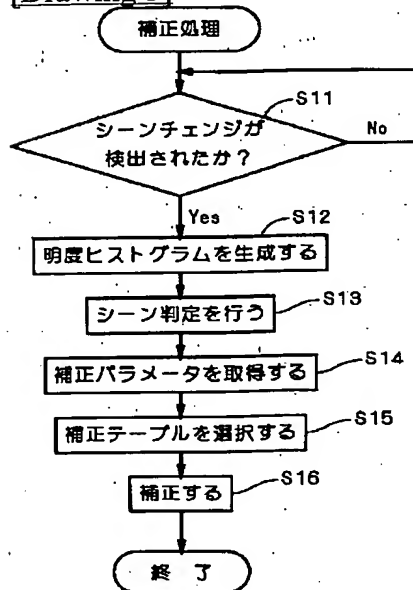 補正処理
S11
シーンチェンジが
検出されたか?
No
Yes
S12
明度ヒストグラムを生成する
S13
シーン判定を行う
S14
補正パラメータを取得する
S15
補正テーブルを選択する
S16
補正する
終 了